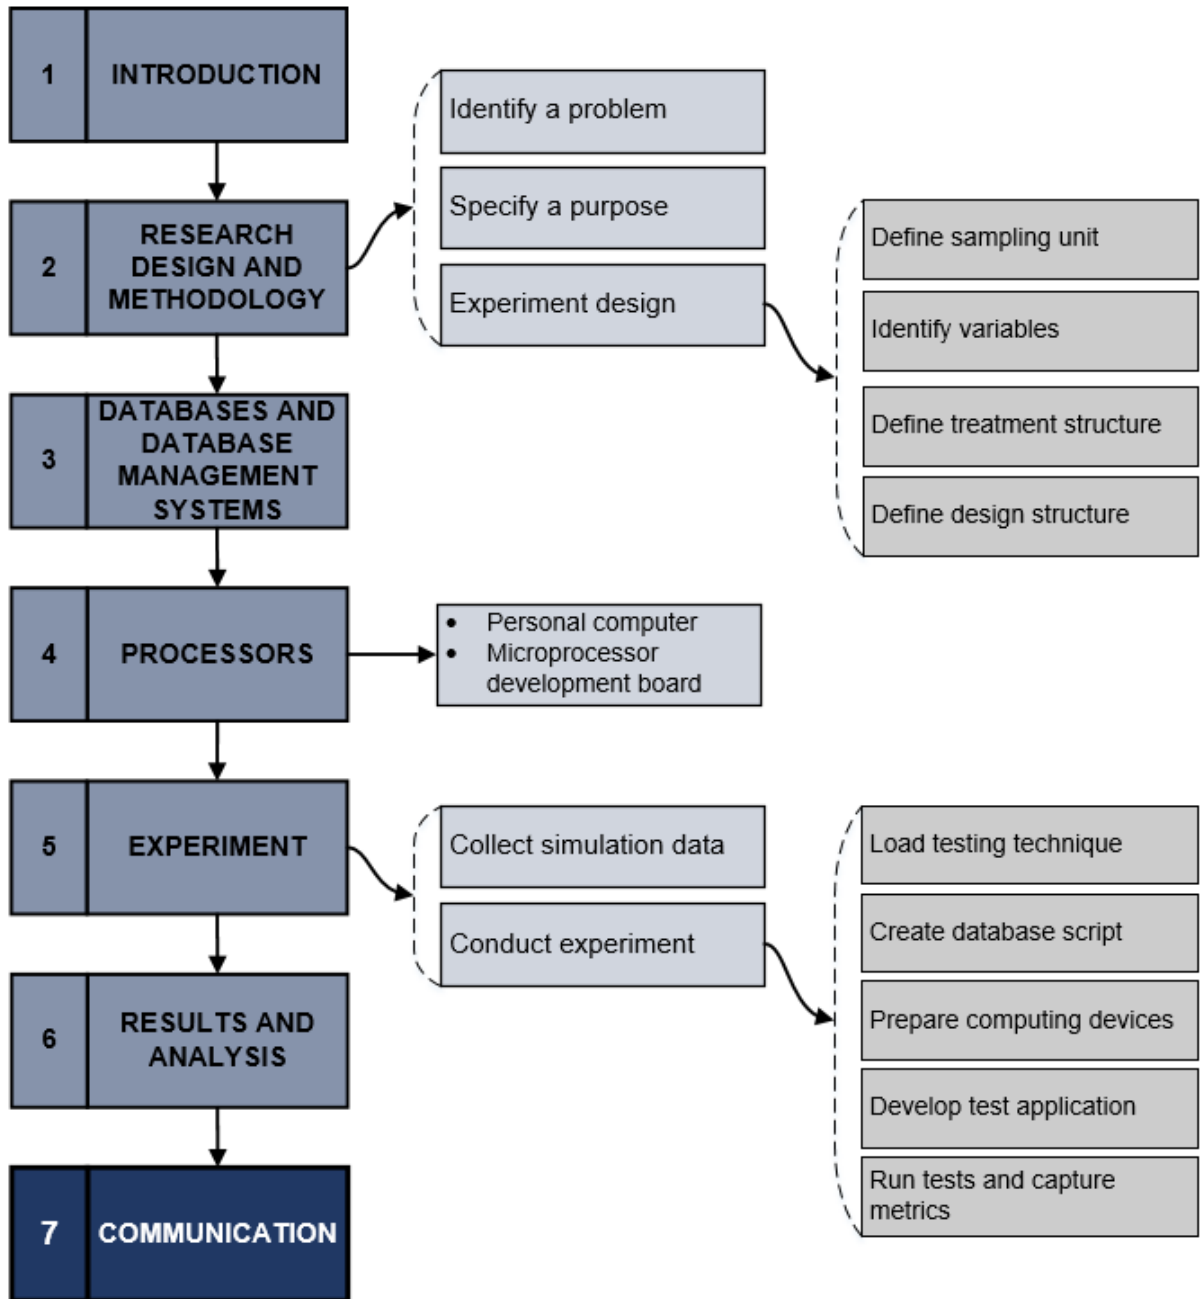 1
INTRODUCTION
Identify a problem
Specify a purpose
Experiment design
2
RESEARCH
DESIGN AND
METHODOLOGY
Define sampling unit
Identify variables
Define treatment structure
Define design structure
3
DATABASES AND
DATABASE
MANAGEMENT
SYSTEMS
4
PROCESSORS
• Personal computer
• Microprocessor
development board
5
EXPERIMENT
Collect simulation data
Conduct experiment
Load testing technique
Create database script
Prepare computing devices
Develop test application
Run tests and capture
metrics
6
RESULTS AND
ANALYSIS
7
COMMUNICATION